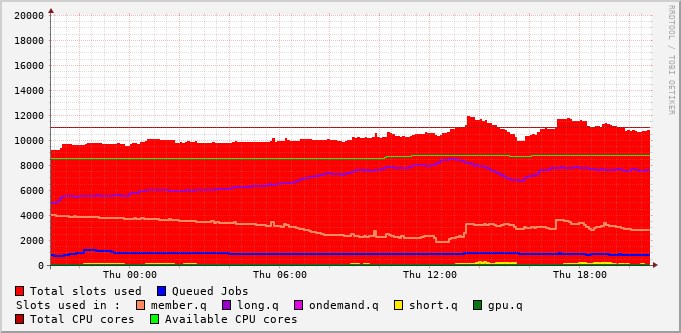 20000
18000
16000
14000
12000
10000
8000
6000
4000
2000
0
Thu 00:00 Thu 06:00 Thu 12:00 Thu 18:00
RRDTOOL / TOBI OETIKER
Total slots used Queued Jobs
Slots used in : member.q long.q ondemand.q short.q gpu.q
Total CPU cores Available CPU cores